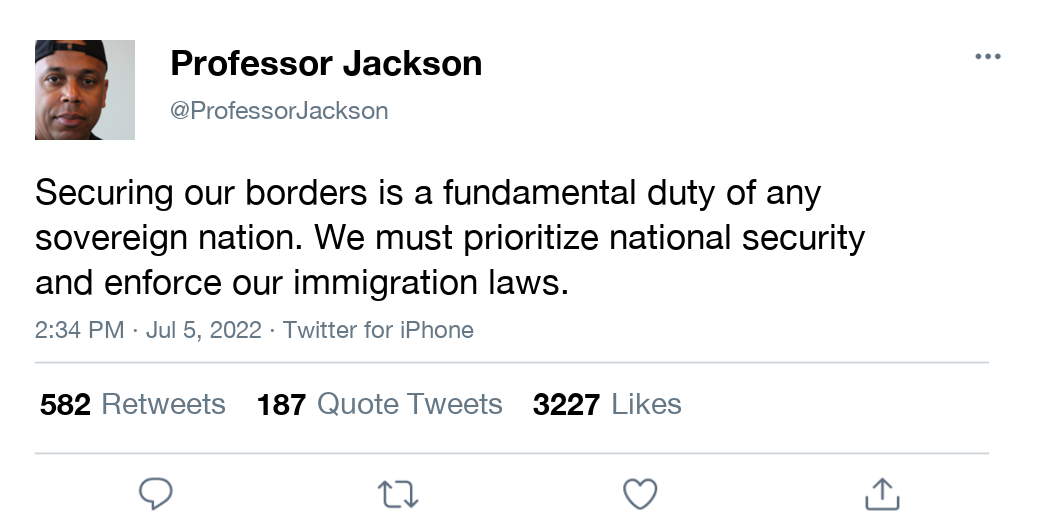 Professor Jackson
@ProfessorJackson
Securing our borders is a fundamental duty of any
sovereign nation. We must prioritize national security
and enforce our immigration laws.
2:34 PM · Jul 5, 2022 · Twitter for iPhone
582 Retweets 187 Quote Tweets 3227 Likes